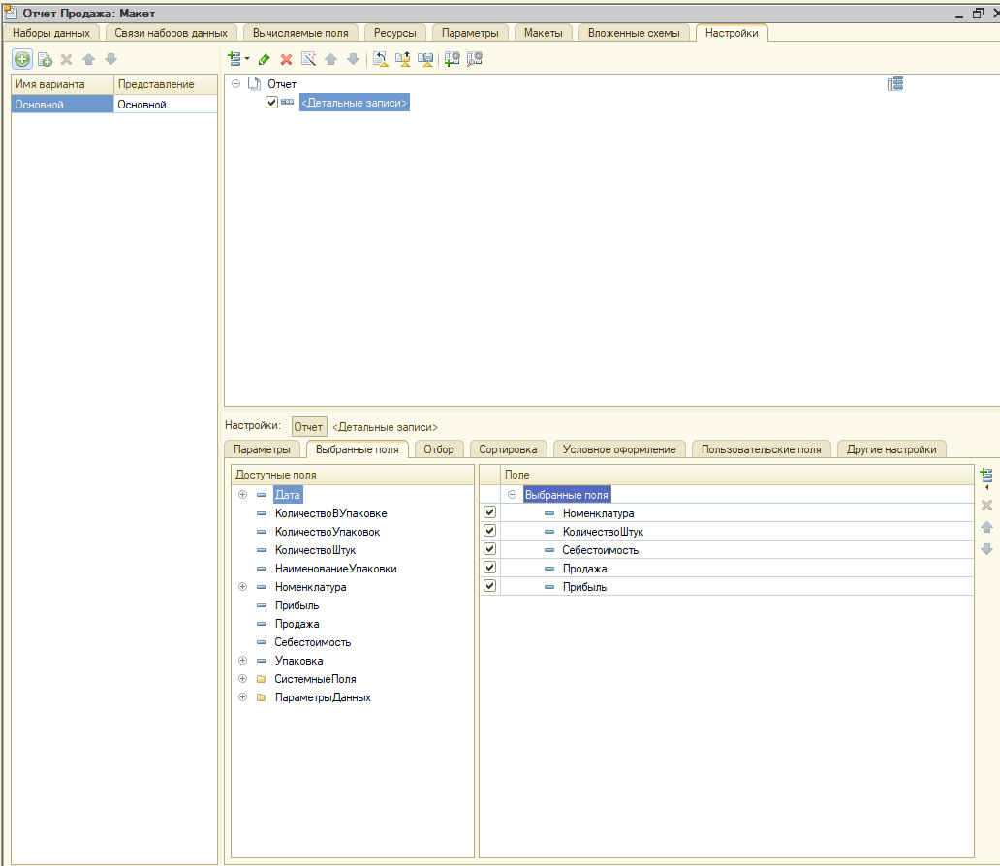 Отчет Продажа: Макет
Наборы данных Связи наборов данных Вычисляемые поля Ресурсы Параметры Макеты Вложенные схемы Настройки
Имя варианта Представление
Основной Основной
Отчет
<Детальные записи>
Настройки: Отчет <Детальные записи>
Параметры Выбранные поля Отбор Сортировка Условное оформление Пользовательские поля Другие настройки
Доступные поля
Дата
КоличествоВУпаковке
КоличествоУпаковок
КоличествоШтук
НаименованиеУпаковки
Номенклатура
Прибыль
Продажа
Себестоимость
Упаковка
СистемныеПоля
ПараметрыДанных
Поле
Выбранные поля
Номенклатура
КоличествоШтук
Себестоимость
Продажа
Прибыль